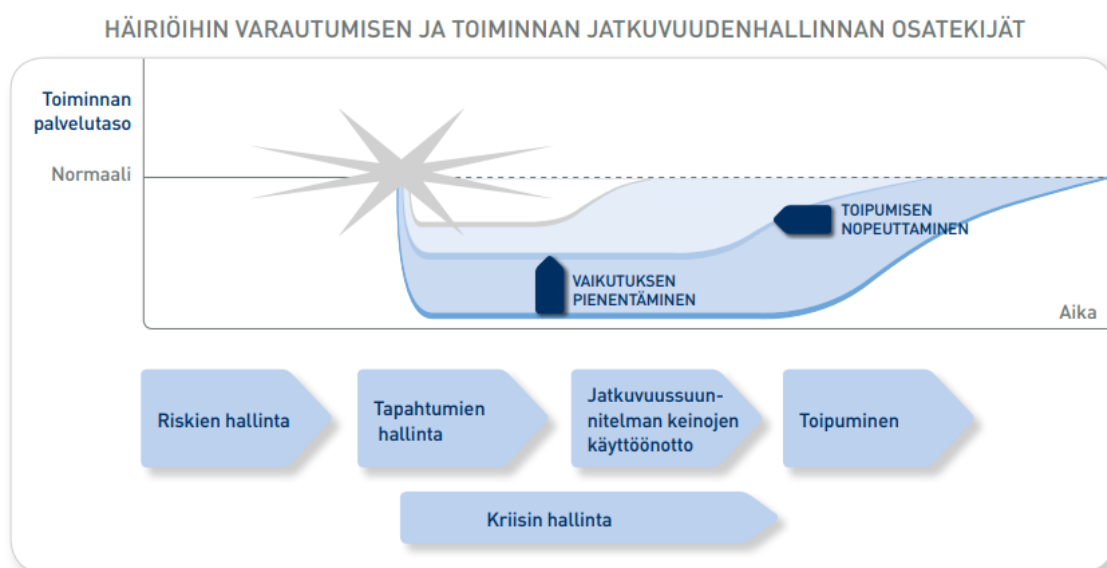 HÄIRIÖIHIN VARAUTUMISEN JA TOIMINNAN JATKUVUUDENHALLINNAN OSATEKIJÄT
Toiminnan
palvelutaso
Normaali
TOIPUMISEN
NOPEUTTAMINEN
VAIKUTUKSEN
PIENENTÄMINEN
Aika
Riskien hallinta
Tapahtumien
hallinta
Jatkuvuussuun-
nitelman keinojen
käyttöönotto
Toipuminen
Kriisin hallinta